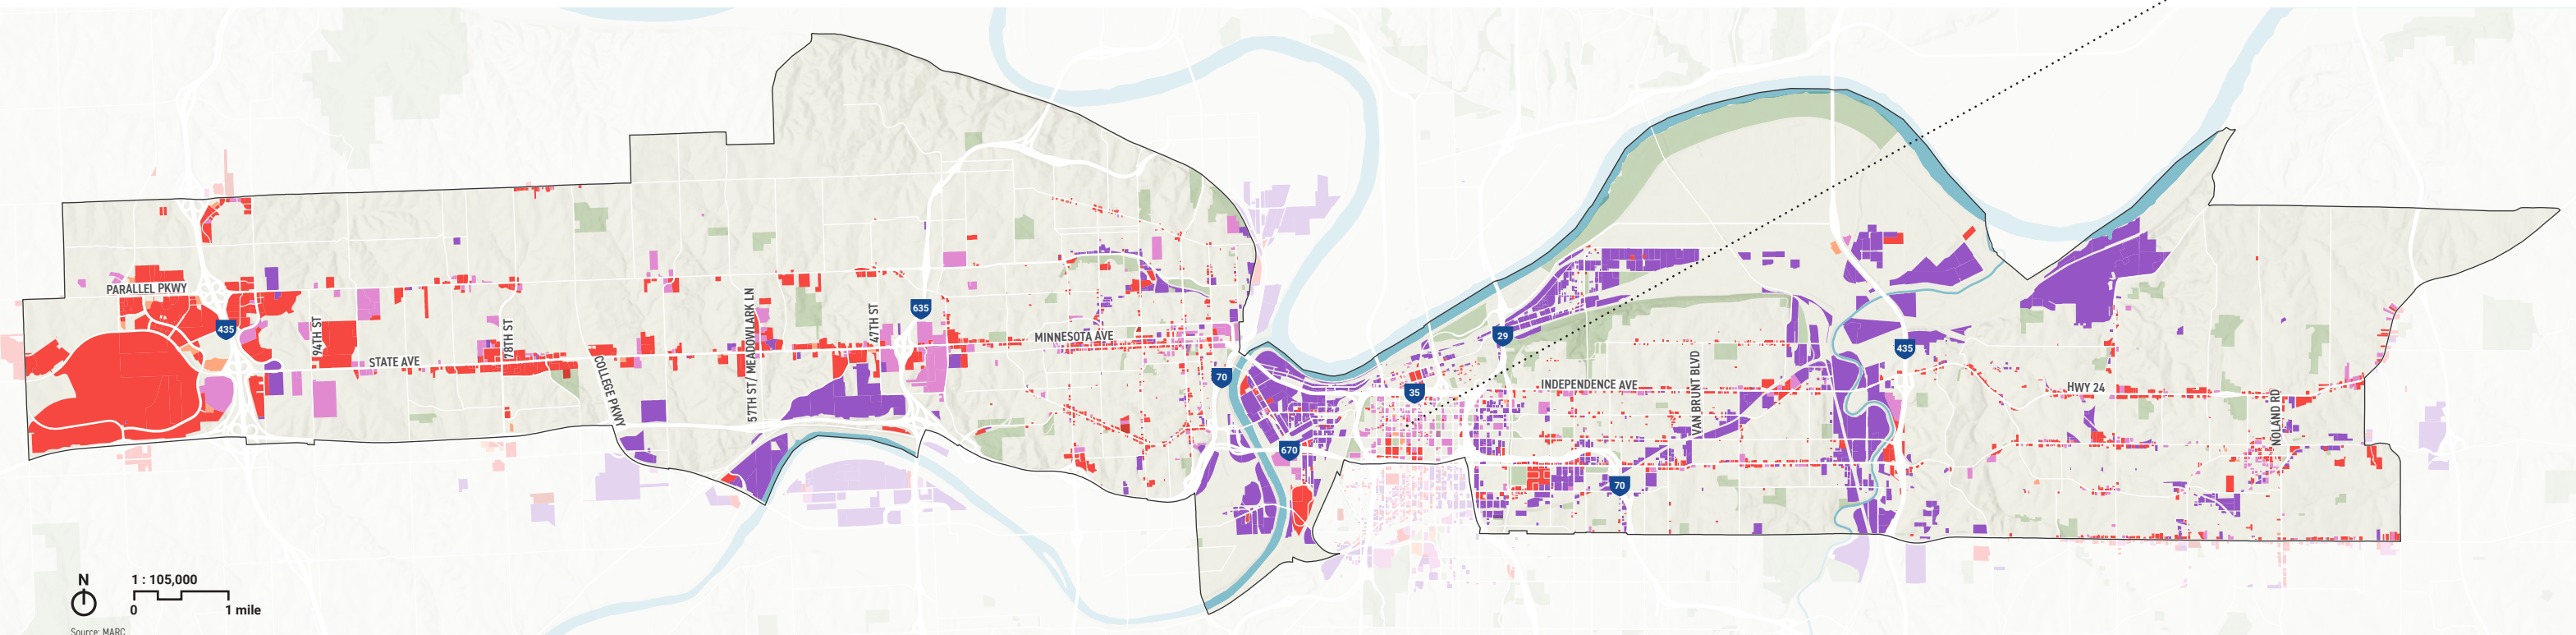 PARALLEL PKWY
435
94TH ST
STATE AVE
78TH ST
COLLEGE PKWY
57TH ST / MEADOWLARK LN
47TH ST
635
MINNESOTA AVE
70
670
35
29
INDEPENDENCE AVE
VAN BRUNT BLVD
70
435
HWY 24
NOLAND RD
N
1 : 105,000
0 1 mile
Source: MARC